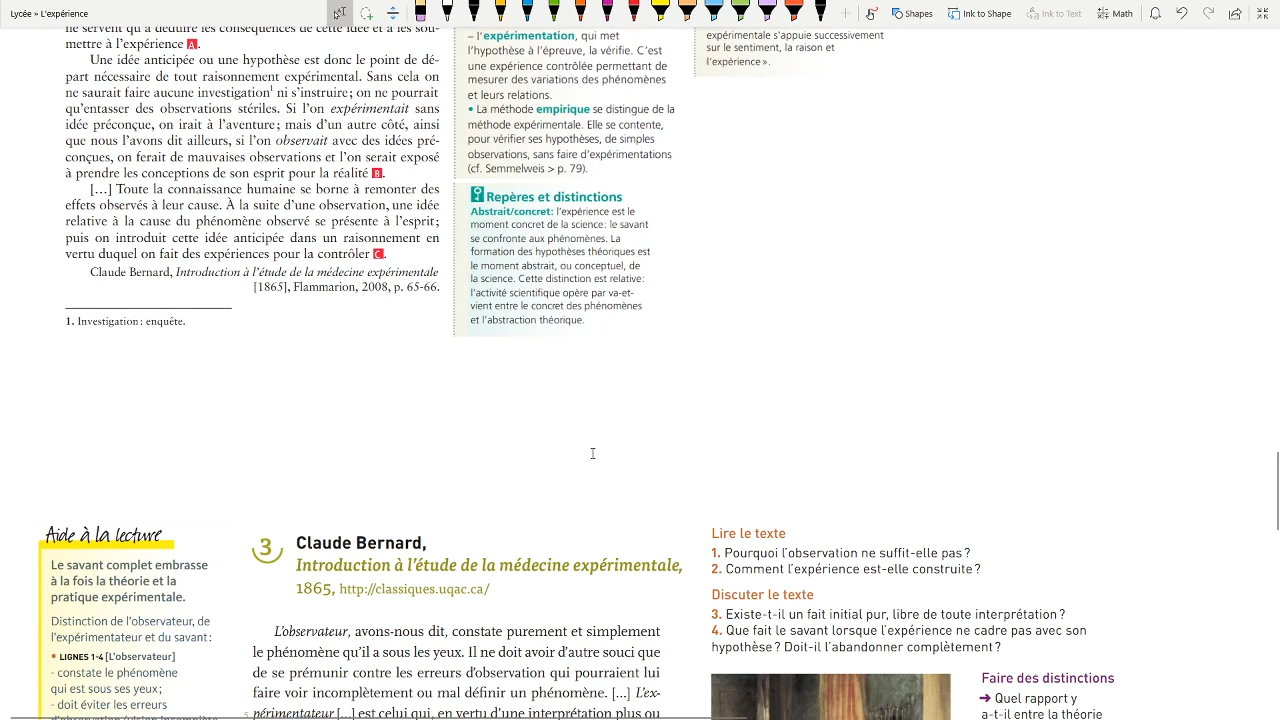 Lycée » L'expérience
Shapes
Ink to Shape
Ink to Text
Math
ne servent qu'à déduire les conséquences de cette idée et à les sou-
mettre à l'expérience A.
Une idée anticipée ou une hypothèse est donc le point de dé-
part nécessaire de tout raisonnement expérimental. Sans cela on
ne saurait faire aucune investigation¹ ni s'instruire ; on ne pourrait
qu'entasser des observations stériles. Si l'on expérimentait sans
idée préconçue, on irait à l'aventure ; mais d'un autre côté, ainsi
que nous l'avons dit ailleurs, si l'on observait avec des idées pré-
conçues, on ferait de mauvaises observations et l'on serait exposé
à prendre les conceptions de son esprit pour la réalité B.
[…] Toute la connaissance humaine se borne à remonter des
effets observés à leur cause. À la suite d'une observation, une idée
relative à la cause du phénomène observé se présente à l'esprit ;
puis on introduit cette idée anticipée dans un raisonnement en
vertu duquel on fait des expériences pour la contrôler C.
Claude Bernard, Introduction à l'étude de la médecine expérimentale
[1865], Flammarion, 2008, p. 65-66.
1. Investigation : enquête.
– l'expérimentation, qui met
l'hypothèse à l'épreuve, la vérifie. C'est
une expérience contrôlée permettant de
mesurer des variations des phénomènes
et leurs relations.
• La méthode empirique se distingue de la
méthode expérimentale. Elle se contente,
pour vérifier ses hypothèses, de simples
observations, sans faire d'expérimentations
(cf. Semmelweis > p. 79).
Repères et distinctions
Abstrait/concret : l'expérience est le
moment concret de la science : le savant
se confronte aux phénomènes. La
formation des hypothèses théoriques est
le moment abstrait, ou conceptuel, de
la science. Cette distinction est relative :
l'activité scientifique opère par va-et-
vient entre le concret des phénomènes
et l'abstraction théorique.
expérimentale s'appuie successivement
sur le sentiment, la raison et
l'expérience ».
Aide à la lecture
Le savant complet embrasse
à la fois la théorie et la
pratique expérimentale.
Distinction de l'observateur, de
l'expérimentateur et du savant :
• LIGNES 1-4 [L'observateur]
- constate le phénomène
qui est sous ses yeux ;
- doit éviter les erreurs
d'observation (vision incomplète
3
Claude Bernard,
Introduction à l'étude de la médecine expérimentale,
1865, http://classiques.uqac.ca/
L'observateur, avons-nous dit, constate purement et simplement
le phénomène qu'il a sous les yeux. Il ne doit avoir d'autre souci que
de se prémunir contre les erreurs d'observation qui pourraient lui
faire voir incomplètement ou mal définir un phénomène. […] L'ex-
5 périmentateur […] est celui qui, en vertu d'une interprétation plus ou
Lire le texte
1. Pourquoi l'observation ne suffit-elle pas ?
2. Comment l'expérience est-elle construite ?
Discuter le texte
3. Existe-t-il un fait initial pur, libre de toute interprétation ?
4. Que fait le savant lorsque l'expérience ne cadre pas avec son
hypothèse ? Doit-il l'abandonner complètement ?
Faire des distinctions
➔ Quel rapport y
a-t-il entre la théorie